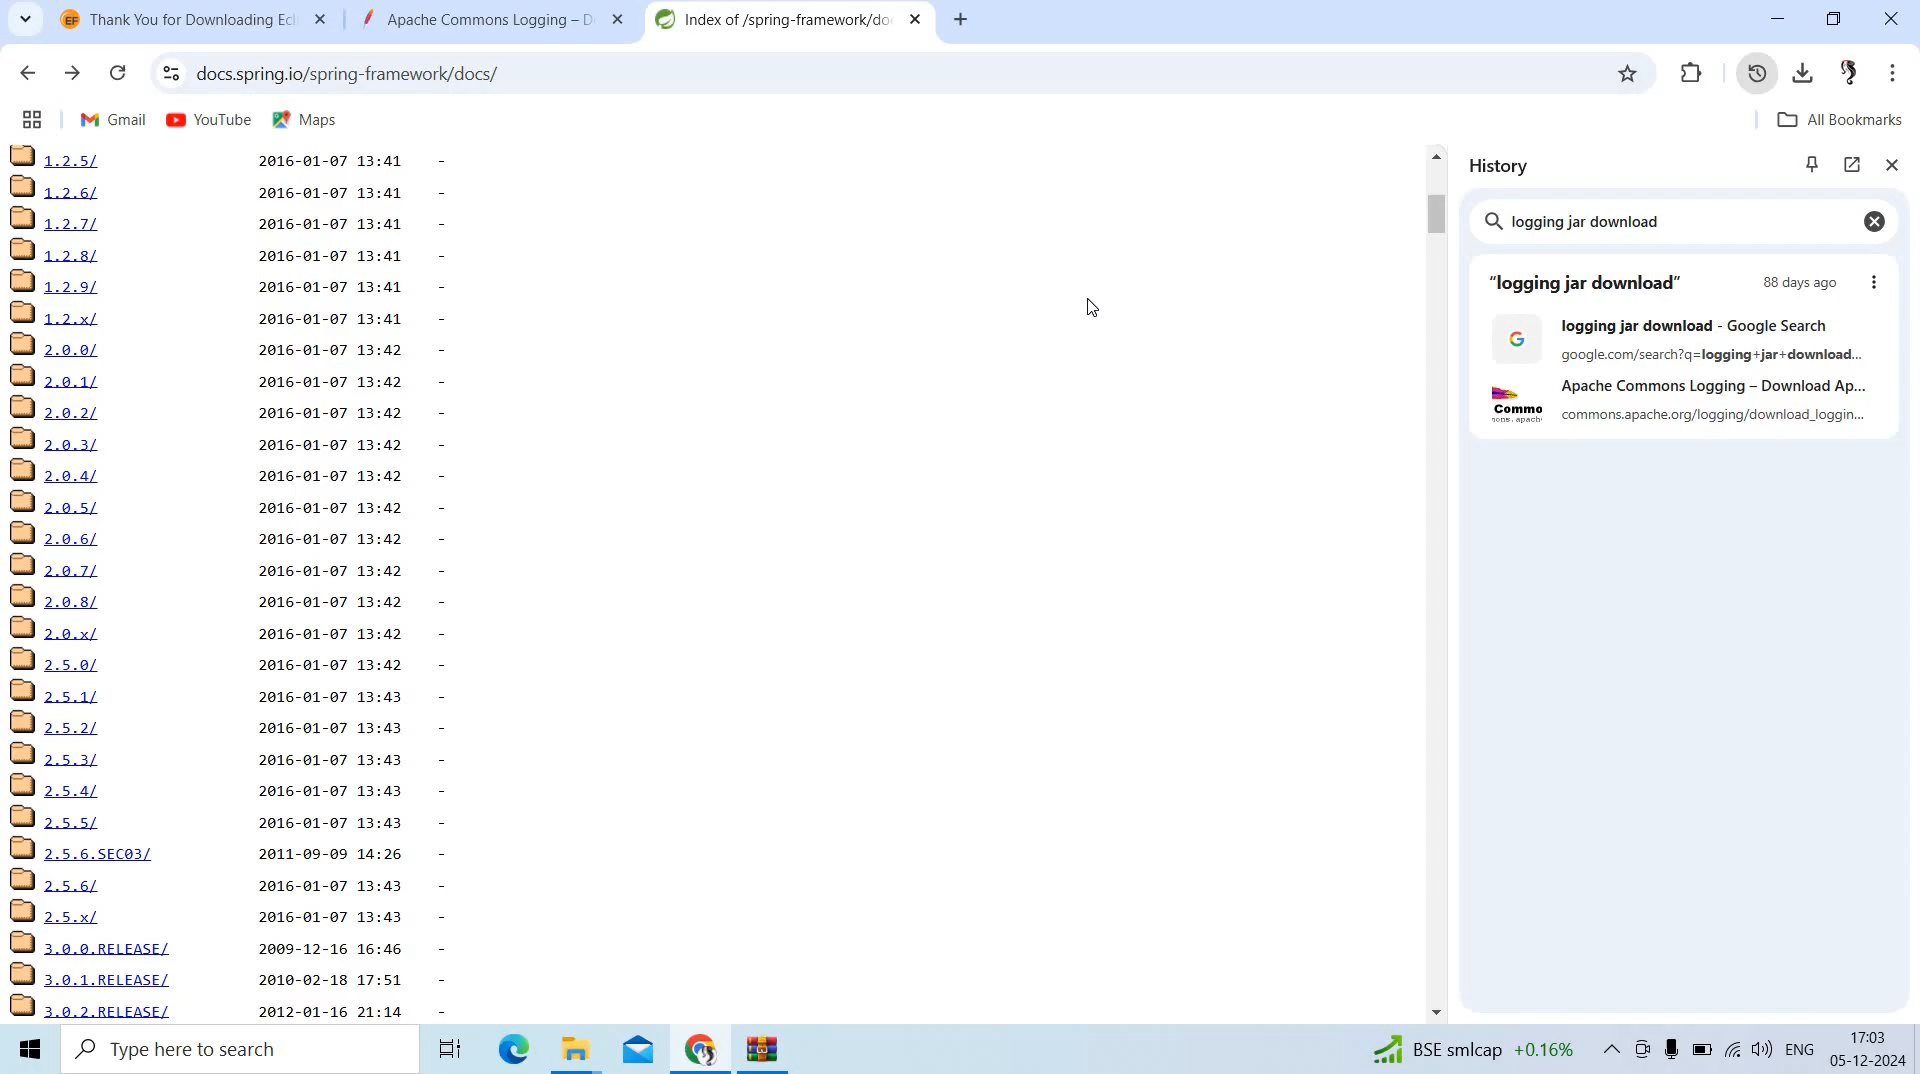 Thank You for Downloading Ecl
Apache Commons Logging – D
Index of /spring-framework/doc
docs.spring.io/spring-framework/docs/
Gmail
YouTube
Maps
All Bookmarks
1.2.5/ 2016-01-07 13:41 -
1.2.6/ 2016-01-07 13:41 -
1.2.7/ 2016-01-07 13:41 -
1.2.8/ 2016-01-07 13:41 -
1.2.9/ 2016-01-07 13:41 -
1.2.x/ 2016-01-07 13:41 -
2.0.0/ 2016-01-07 13:42 -
2.0.1/ 2016-01-07 13:42 -
2.0.2/ 2016-01-07 13:42 -
2.0.3/ 2016-01-07 13:42 -
2.0.4/ 2016-01-07 13:42 -
2.0.5/ 2016-01-07 13:42 -
2.0.6/ 2016-01-07 13:42 -
2.0.7/ 2016-01-07 13:42 -
2.0.8/ 2016-01-07 13:42 -
2.0.x/ 2016-01-07 13:42 -
2.5.0/ 2016-01-07 13:42 -
2.5.1/ 2016-01-07 13:43 -
2.5.2/ 2016-01-07 13:43 -
2.5.3/ 2016-01-07 13:43 -
2.5.4/ 2016-01-07 13:43 -
2.5.5/ 2016-01-07 13:43 -
2.5.6.SEC03/ 2011-09-09 14:26 -
2.5.6/ 2016-01-07 13:43 -
2.5.x/ 2016-01-07 13:43 -
3.0.0.RELEASE/ 2009-12-16 16:46 -
3.0.1.RELEASE/ 2010-02-18 17:51 -
3.0.2.RELEASE/ 2012-01-16 21:14 -
History
logging jar download
“logging jar download” 88 days ago
logging jar download - Google Search
google.com/search?q=logging+jar+download...
Apache Commons Logging – Download Ap...
commons.apache.org/logging/download_loggin...
Type here to search
BSE smlcap +0.16%
ENG
17:03
05-12-2024